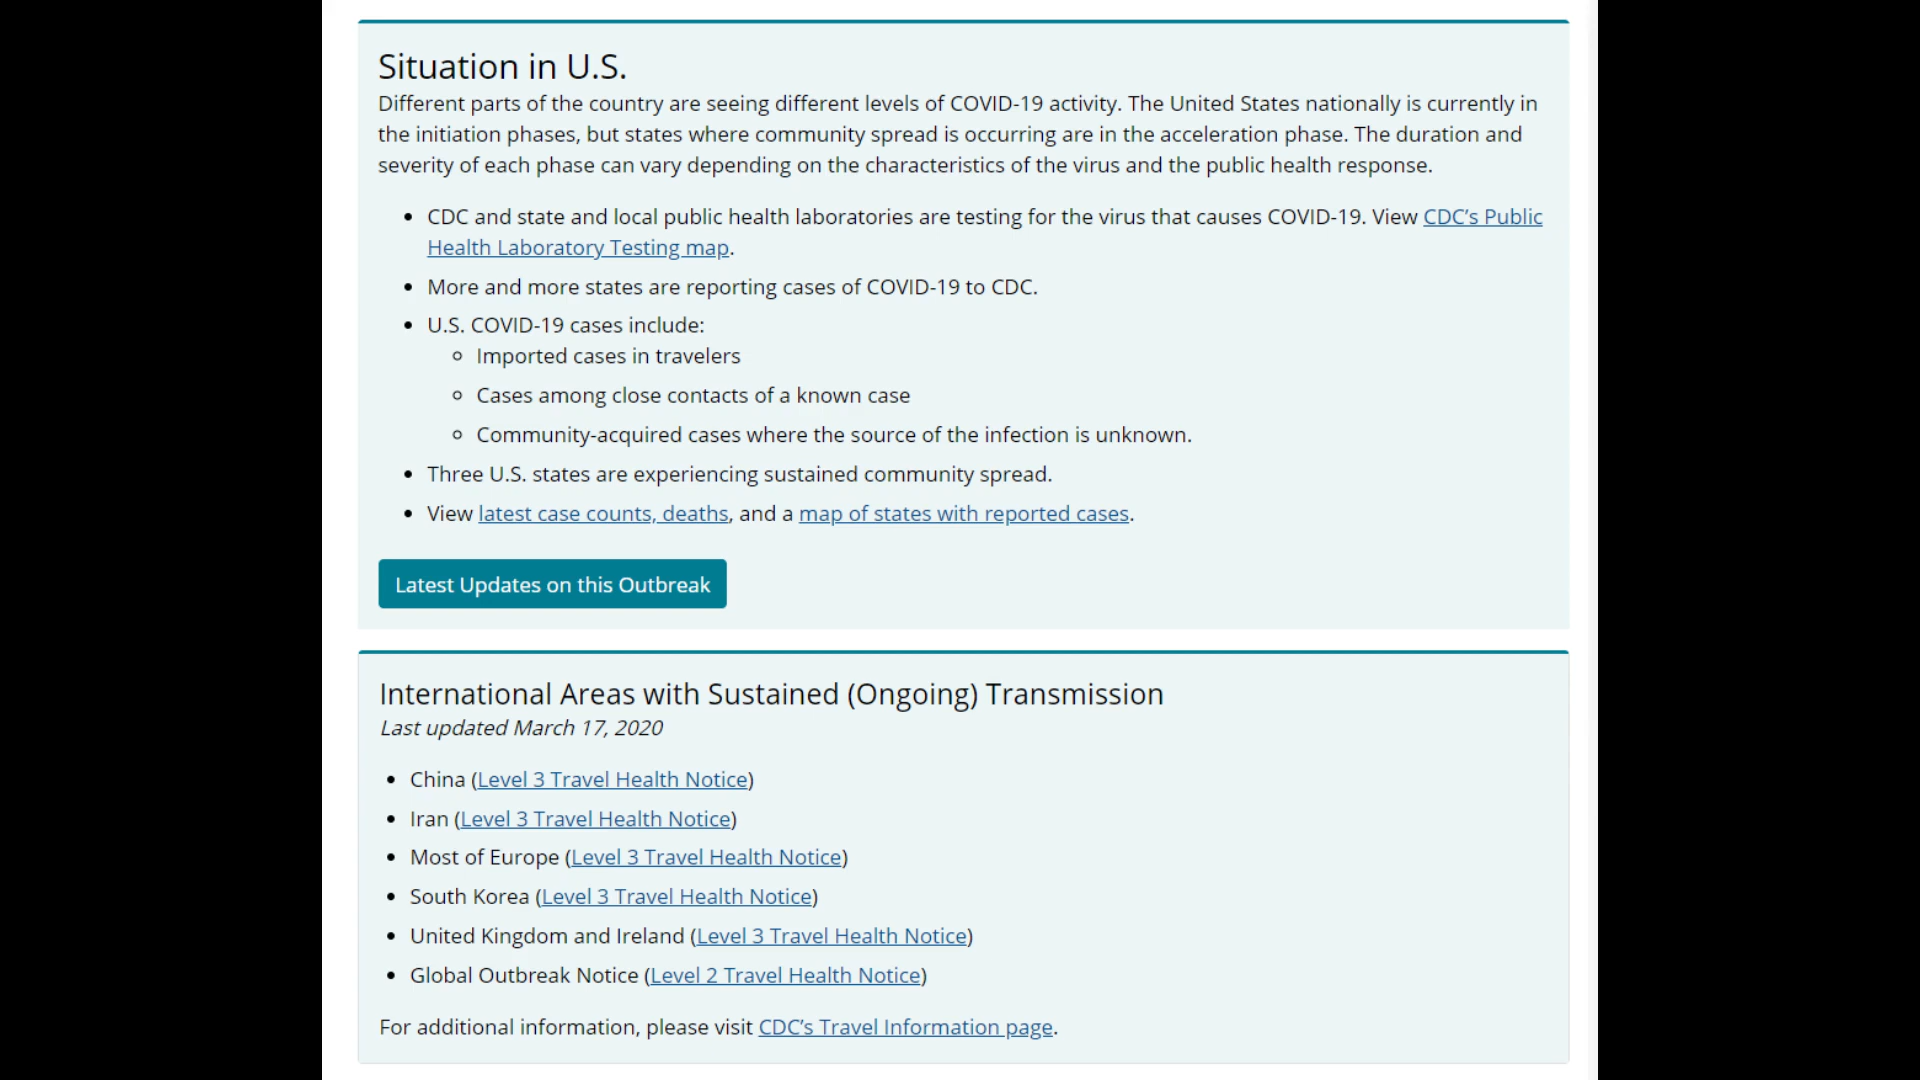 Situation in U.S.
Different parts of the country are seeing different levels of COVID-19 activity. The United States nationally is currently in
the initiation phases, but states where community spread is occurring are in the acceleration phase. The duration and
severity of each phase can vary depending on the characteristics of the virus and the public health response.
• CDC and state and local public health laboratories are testing for the virus that causes COVID-19. View CDC’s Public
Health Laboratory Testing map.
• More and more states are reporting cases of COVID-19 to CDC.
• U.S. COVID-19 cases include:
◦ Imported cases in travelers
◦ Cases among close contacts of a known case
◦ Community-acquired cases where the source of the infection is unknown.
• Three U.S. states are experiencing sustained community spread.
• View latest case counts, deaths, and a map of states with reported cases.
Latest Updates on this Outbreak
International Areas with Sustained (Ongoing) Transmission
Last updated March 17, 2020
• China (Level 3 Travel Health Notice)
• Iran (Level 3 Travel Health Notice)
• Most of Europe (Level 3 Travel Health Notice)
• South Korea (Level 3 Travel Health Notice)
• United Kingdom and Ireland (Level 3 Travel Health Notice)
• Global Outbreak Notice (Level 2 Travel Health Notice)
For additional information, please visit CDC’s Travel Information page.